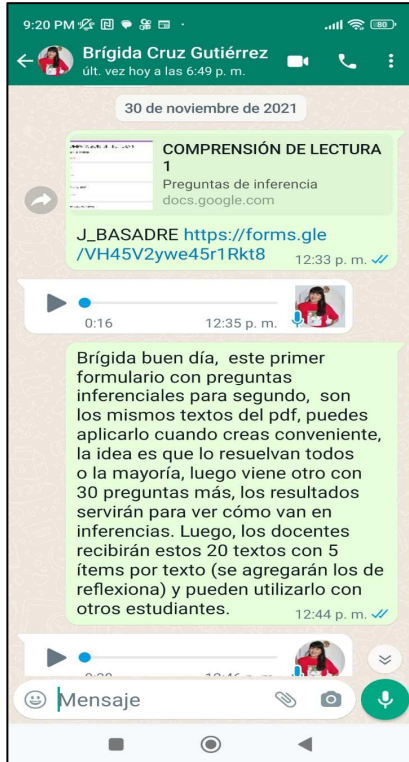 9:20 PM
80
Brígida Cruz Gutiérrez
últ. vez hoy a las 6:49 p. m.
30 de noviembre de 2021
COMPRENSIÓN DE LECTURA
1
Preguntas de inferencia
docs.google.com
J_BASADRE https://forms.gle
/VH45V2ywe45r1Rkt8
12:33 p. m.
0:16
12:35 p. m.
Brígida buen día, este primer
formulario con preguntas
inferenciales para segundo, son
los mismos textos del pdf, puedes
aplicarlo cuando creas conveniente,
la idea es que lo resuelvan todos
o la mayoría, luego viene otro con
30 preguntas más, los resultados
servirán para ver cómo van en
inferencias. Luego, los docentes
recibirán estos 20 textos con 5
ítems por texto (se agregarán los de
reflexiona) y pueden utilizarlo con
otros estudiantes.
12:44 p. m.
Mensaje